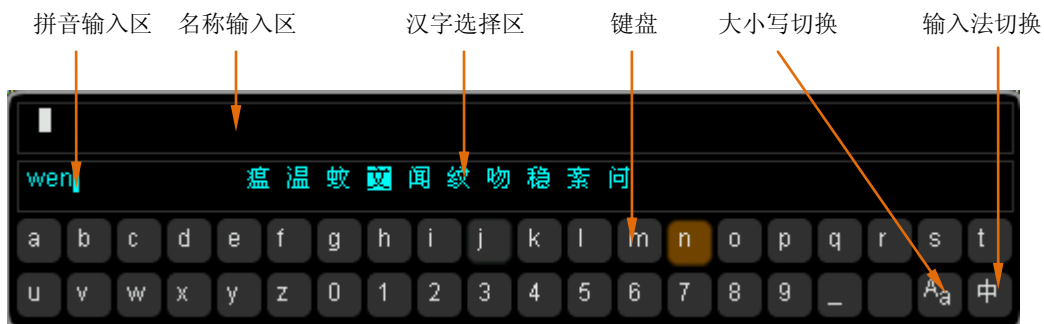 拼音输入区 名称输入区 汉字选择区 键盘 大小写切换 输入法切换
wen 瘟 温 蚊 文 闻 纹 吻 稳 紊 问
a b c d e f g h i j k l m n o p q r s t
u v w x y z 0 1 2 3 4 5 6 7 8 9 _ Aa 中